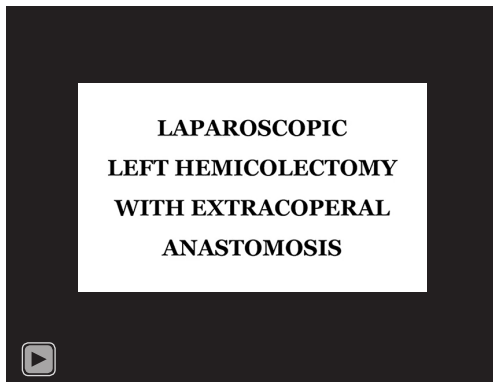 LAPAROSCOPIC
LEFT HEMICOLECTOMY
WITH EXTRACOPERAL
ANASTOMOSIS